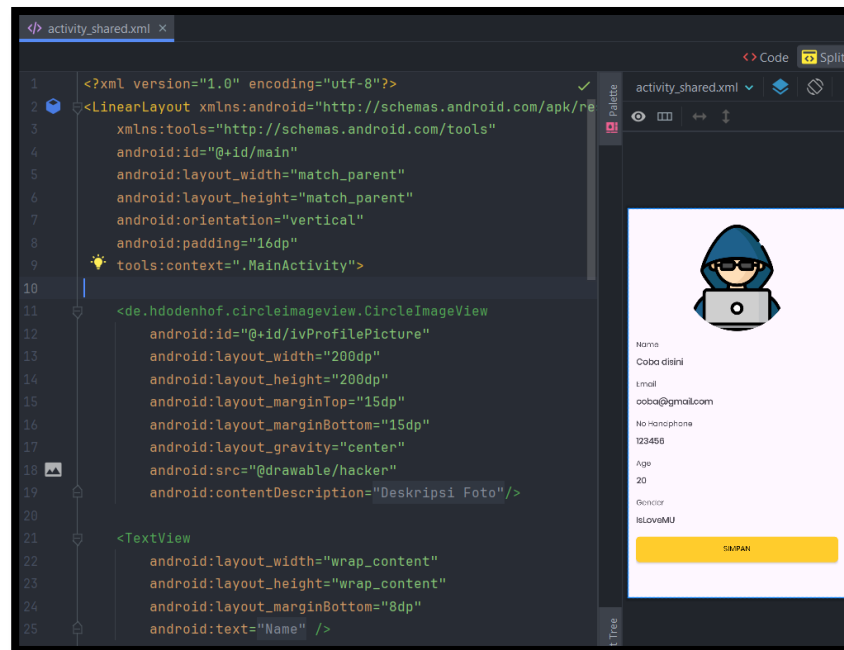 activity_shared.xml
Code
Split
1 <?xml version="1.0" encoding="utf-8"?>
2 <LinearLayout xmlns:android="http://schemas.android.com/apk/re
3 xmlns:tools="http://schemas.android.com/tools"
4 android:id="@+id/main"
5 android:layout_width="match_parent"
6 android:layout_height="match_parent"
7 android:orientation="vertical"
8 android:padding="16dp"
9 tools:context=".MainActivity">
10
11 <de.hdodenhof.circleimageview.CircleImageView
12 android:id="@+id/ivProfilePicture"
13 android:layout_width="200dp"
14 android:layout_height="200dp"
15 android:layout_marginTop="15dp"
16 android:layout_marginBottom="15dp"
17 android:layout_gravity="center"
18 android:src="@drawable/hacker"
19 android:contentDescription="Deskripsi Foto"/>
20
21 <TextView
22 android:layout_width="wrap_content"
23 android:layout_height="wrap_content"
24 android:layout_marginBottom="8dp"
25 android:text="Name" />
Palette
t Tree
activity_shared.xml
Name
Coba disini
Email
coba@gmail.com
No Handphone
123456
Age
20
Gender
IsLoveMU
SIMPAN